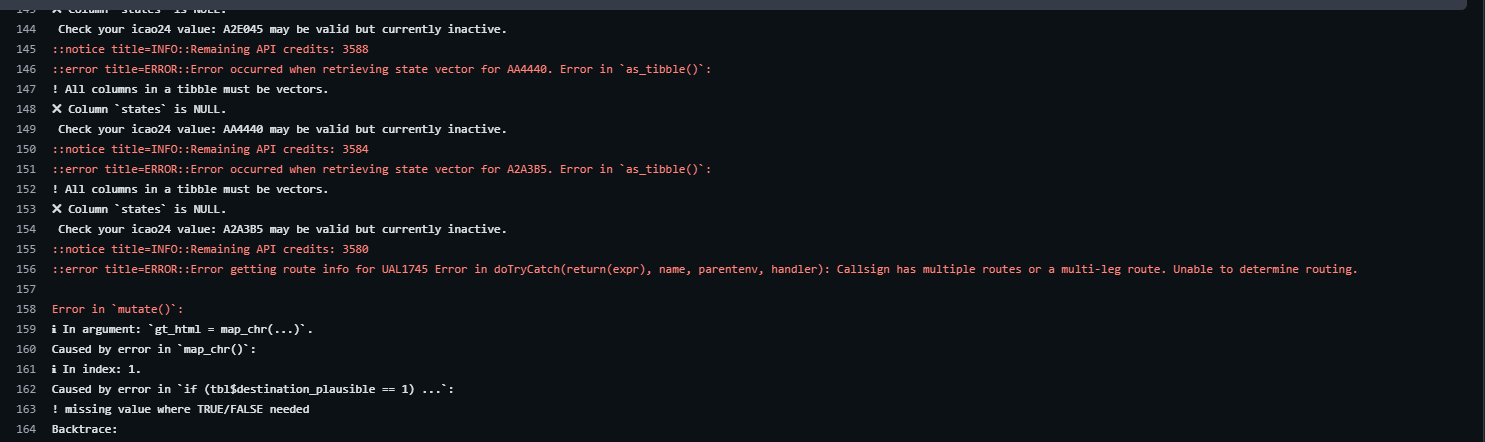 143 ✖ Column `states` is NULL.
144 Check your icao24 value: A2E045 may be valid but currently inactive.
145 ::notice title=INFO::Remaining API credits: 3588
146 ::error title=ERROR::Error occurred when retrieving state vector for AA4440. Error in `as_tibble()`:
147 ! All columns in a tibble must be vectors.
148 ✖ Column `states` is NULL.
149 Check your icao24 value: AA4440 may be valid but currently inactive.
150 ::notice title=INFO::Remaining API credits: 3584
151 ::error title=ERROR::Error occurred when retrieving state vector for A2A3B5. Error in `as_tibble()`:
152 ! All columns in a tibble must be vectors.
153 ✖ Column `states` is NULL.
154 Check your icao24 value: A2A3B5 may be valid but currently inactive.
155 ::notice title=INFO::Remaining API credits: 3580
156 ::error title=ERROR::Error getting route info for UAL1745 Error in doTryCatch(return(expr), name, parentenv, handler): Callsign has multiple routes or a multi-leg route. Unable to determine routing.
157
158 Error in `mutate()`:
159 ℹ In argument: `gt_html = map_chr(...)`.
160 Caused by error in `map_chr()`:
161 ℹ In index: 1.
162 Caused by error in `if (tbl$destination_plausible == 1) ...`:
163 ! missing value where TRUE/FALSE needed
164 Backtrace: